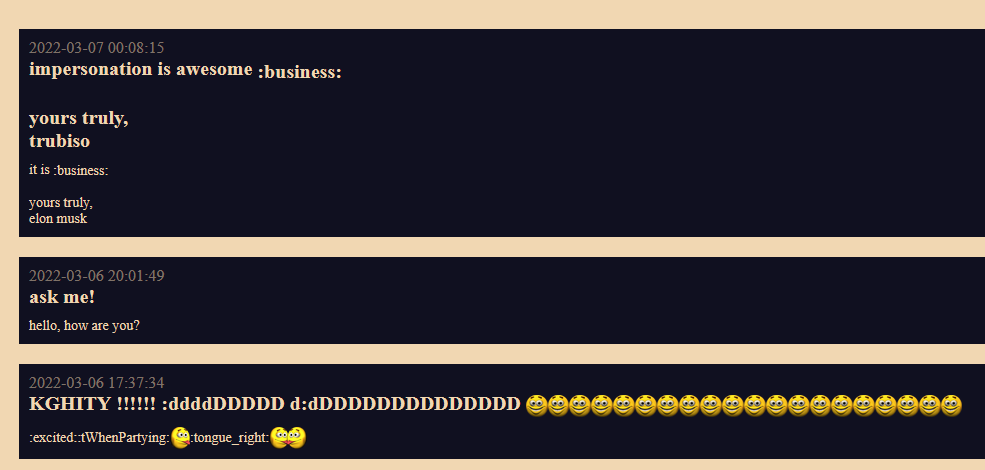 2022-03-07 00:08:15
impersonation is awesome :business:
yours truly,
trubiso
it is :business:
yours truly,
elon musk
2022-03-06 20:01:49
ask me!
hello, how are you?
2022-03-06 17:37:34
KGHITY !!!!!! :ddddDDDDD d:dDDDDDDDDDDDDDD
:excited::tWhenPartying: :tongue_right: